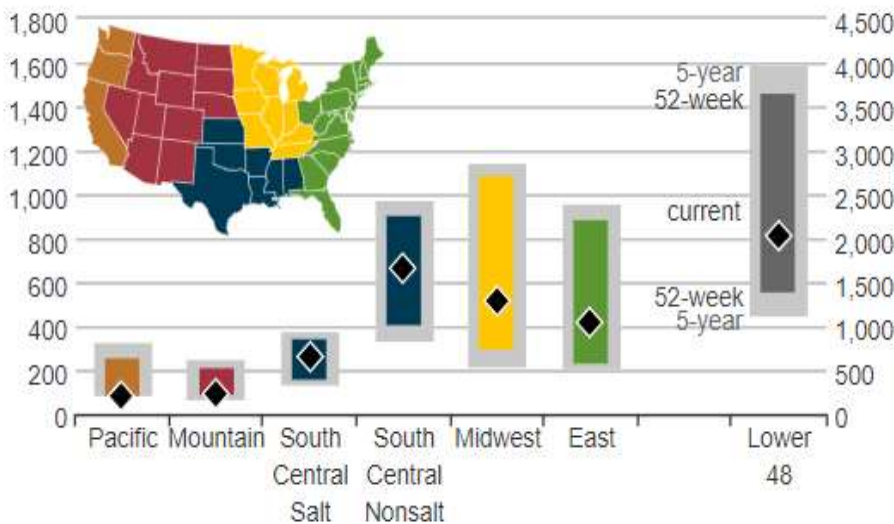 1,800
1,600
1,400
1,200
1,000
800
600
400
200
0
4,500
4,000
3,500
3,000
2,500
2,000
1,500
1,000
500
0
5-year
52-week
current
52-week
5-year
Pacific
Mountain
South
Central
Salt
South
Central
Nonsalt
Midwest
East
Lower
48